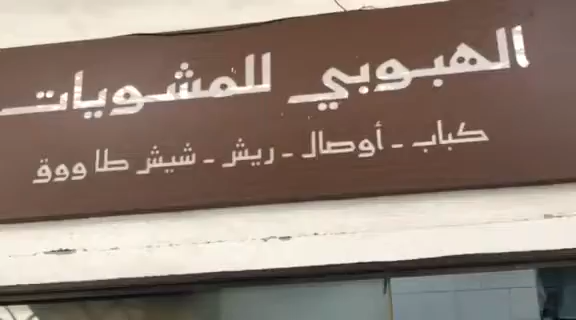 الهبوبي للمشويات
كباب - أوصال - ريش - شيش طا ووق